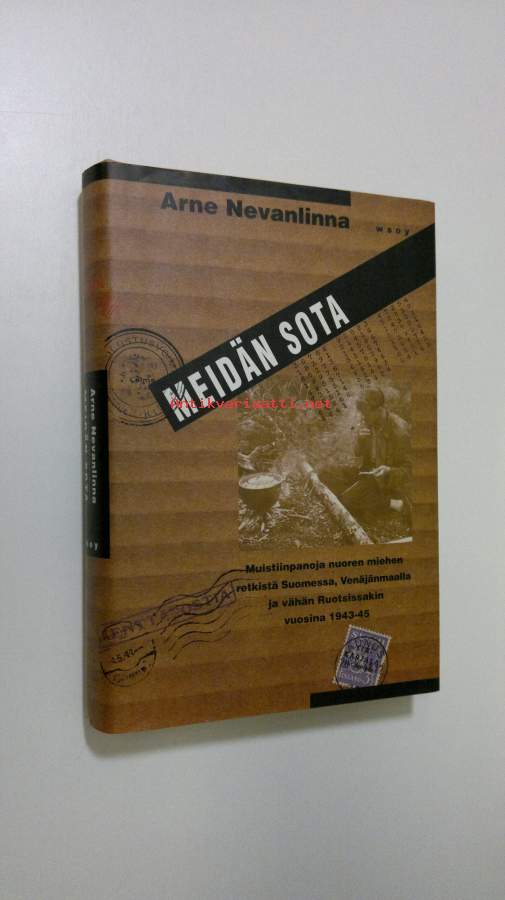 Arne Nevanlinna
wsoy
MEIDÄN SOTA
antikvariaatti.net
Muistiinpanoja nuoren miehen
retkistä Suomessa, Venäjänmaalla
ja vähän Ruotsissakin
vuosina 1943-45
KENTTÄPOSTIA
Arne Nevanlinna